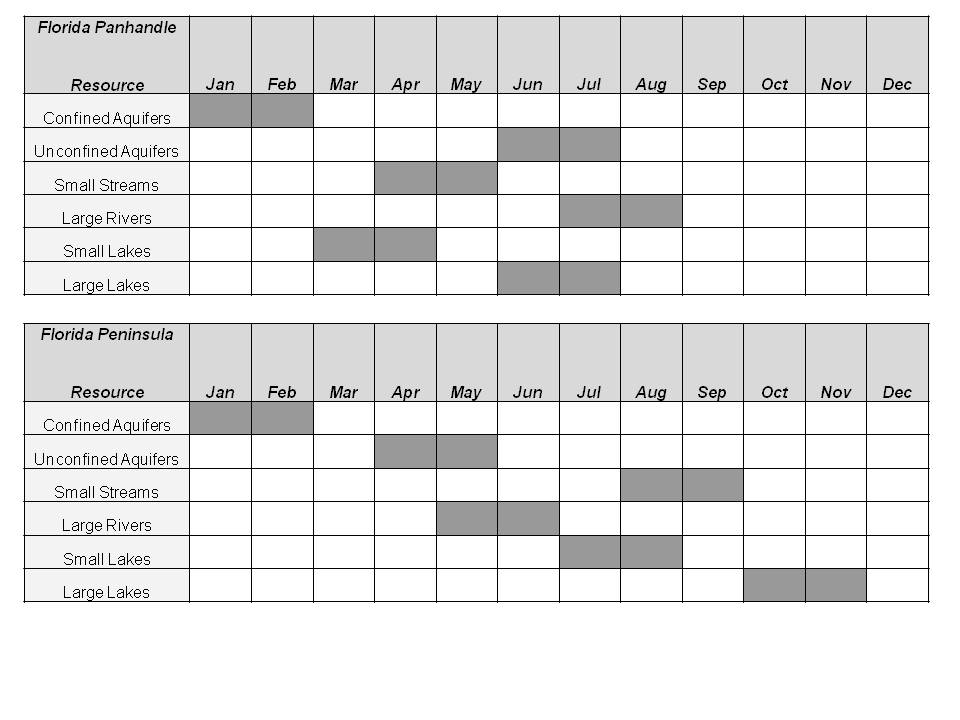 Florida Panhandle
Resource Jan Feb Mar Apr May Jun Jul Aug Sep Oct Nov Dec
Confined Aquifers
Unconfined Aquifers
Small Streams
Large Rivers
Small Lakes
Large Lakes
Florida Peninsula
Resource Jan Feb Mar Apr May Jun Jul Aug Sep Oct Nov Dec
Confined Aquifers
Unconfined Aquifers
Small Streams
Large Rivers
Small Lakes
Large Lakes